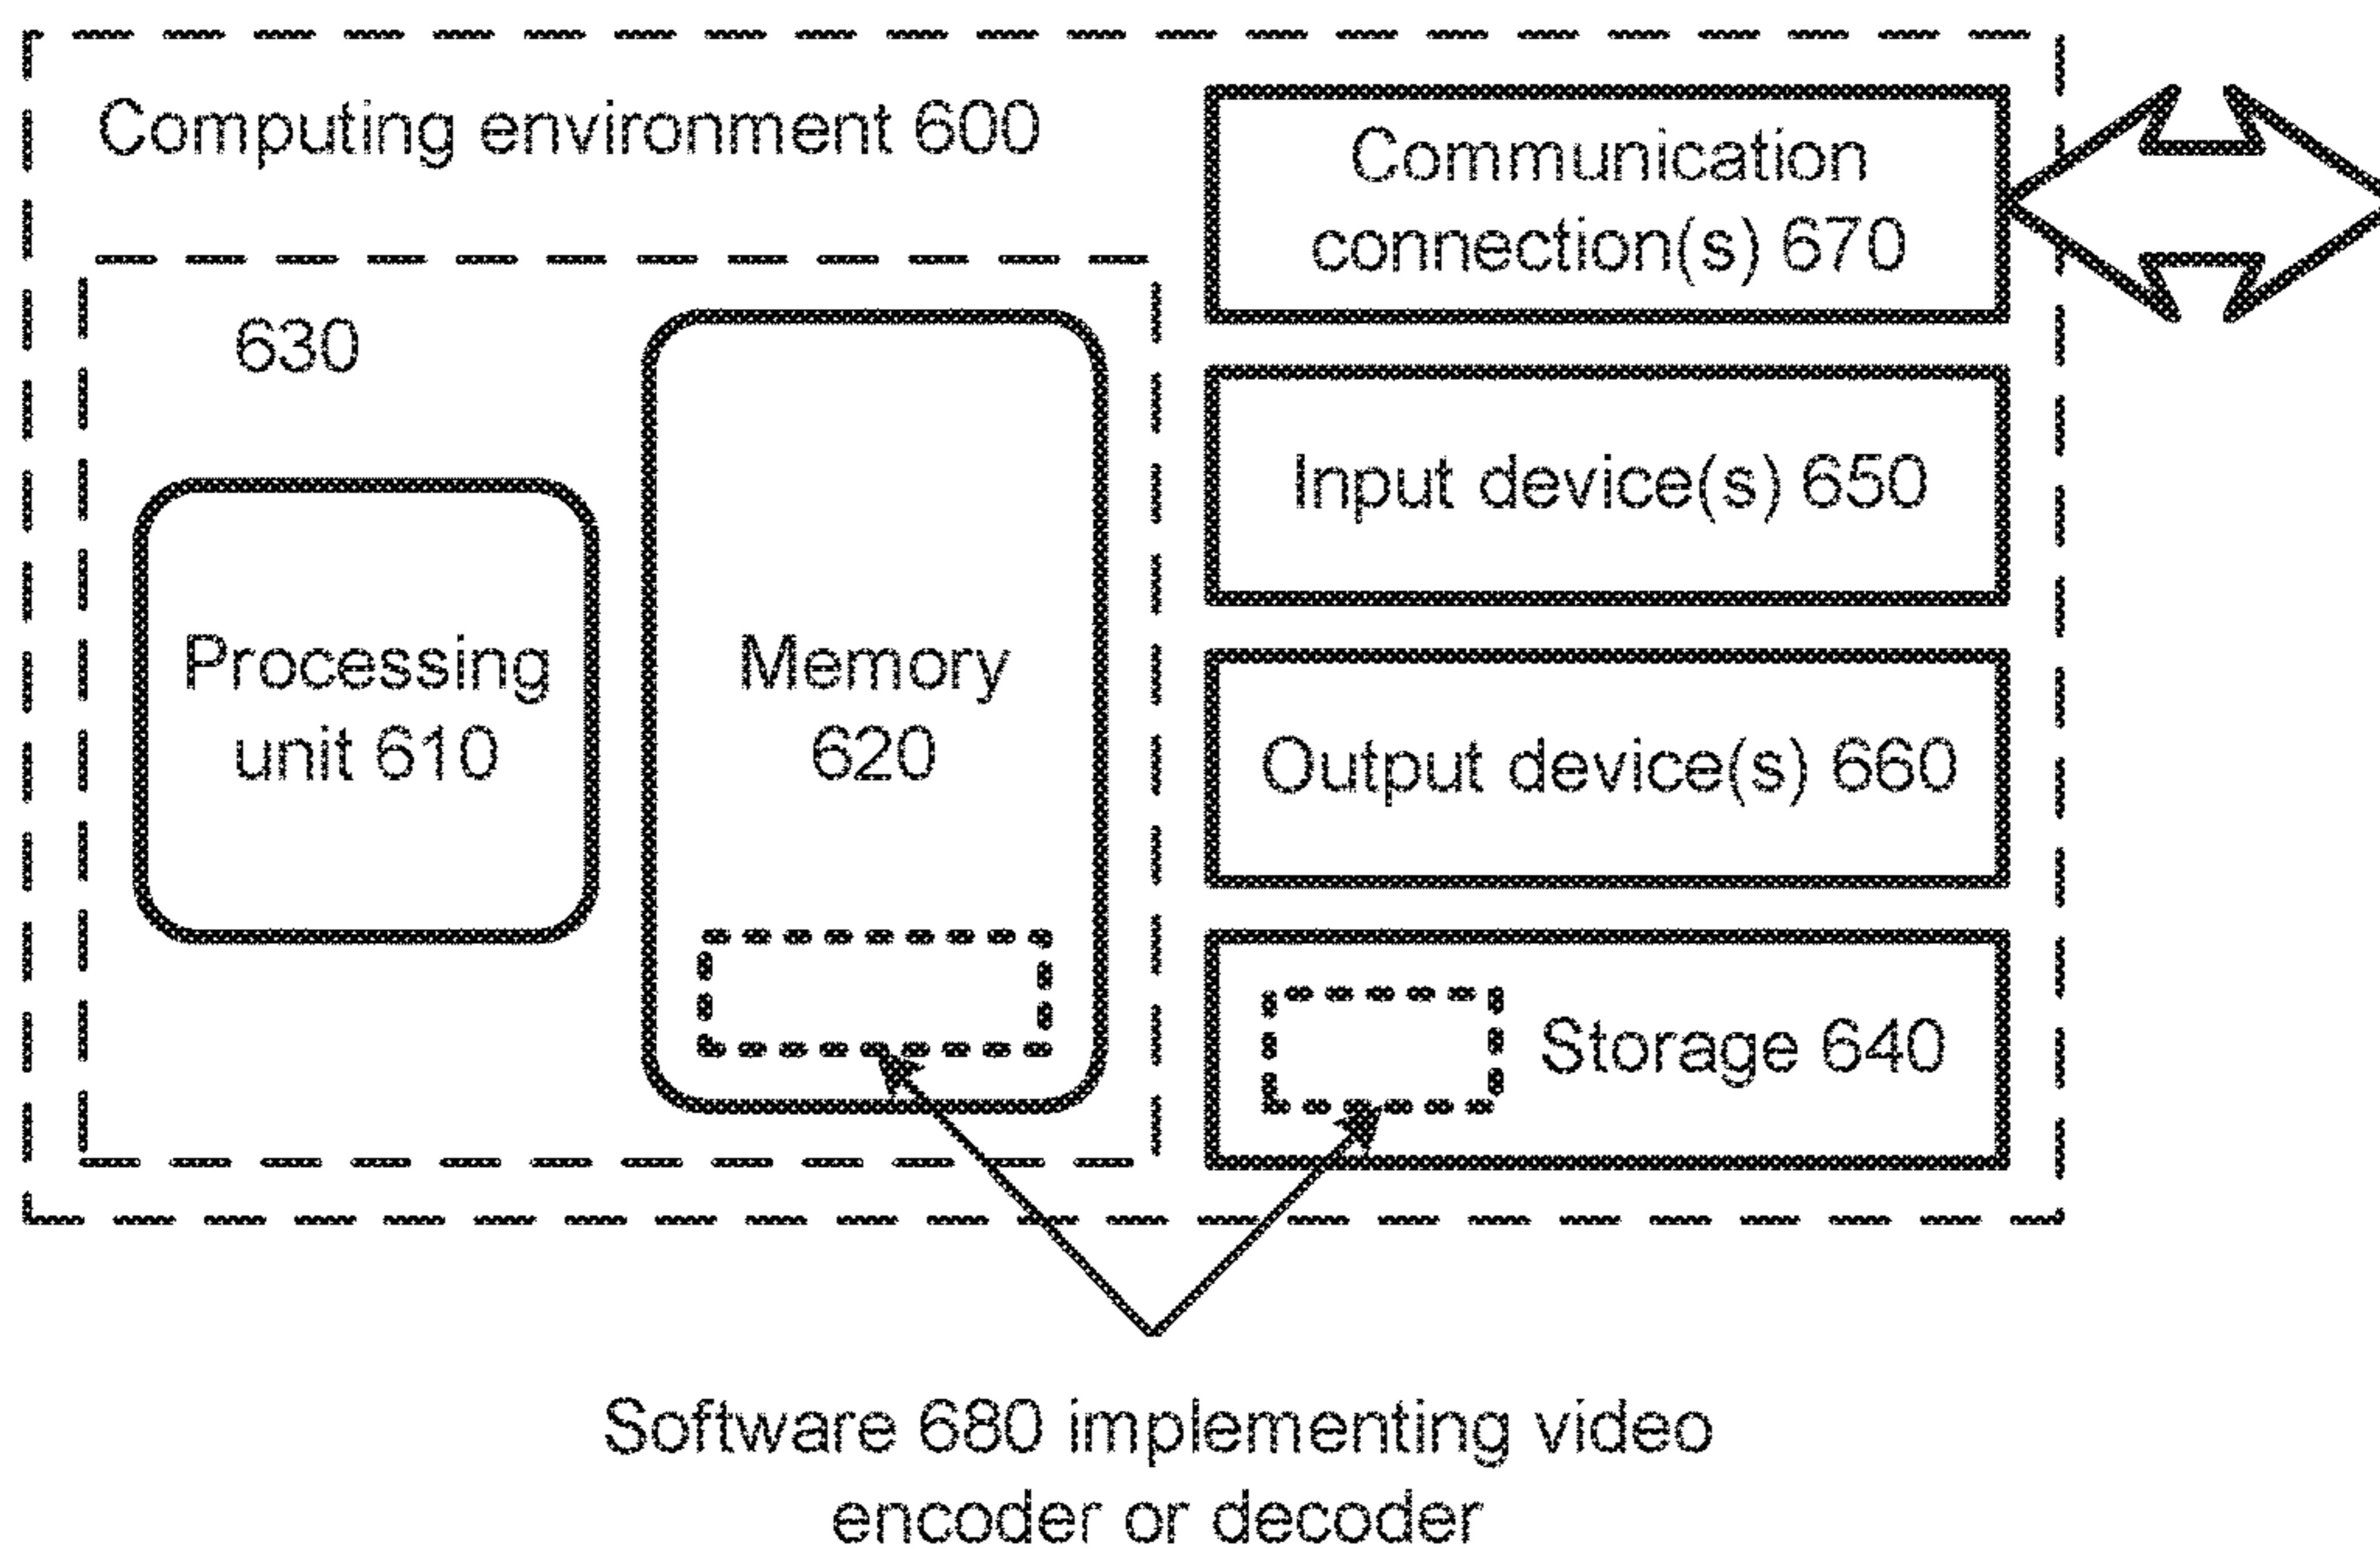 Computing environment 600
Communication
connection(s) 670
630
Input device(s) 650
Processing
unit 610
Memory
620
Output device(s) 660
Storage 640
Software 680 implementing video
encoder or decoder